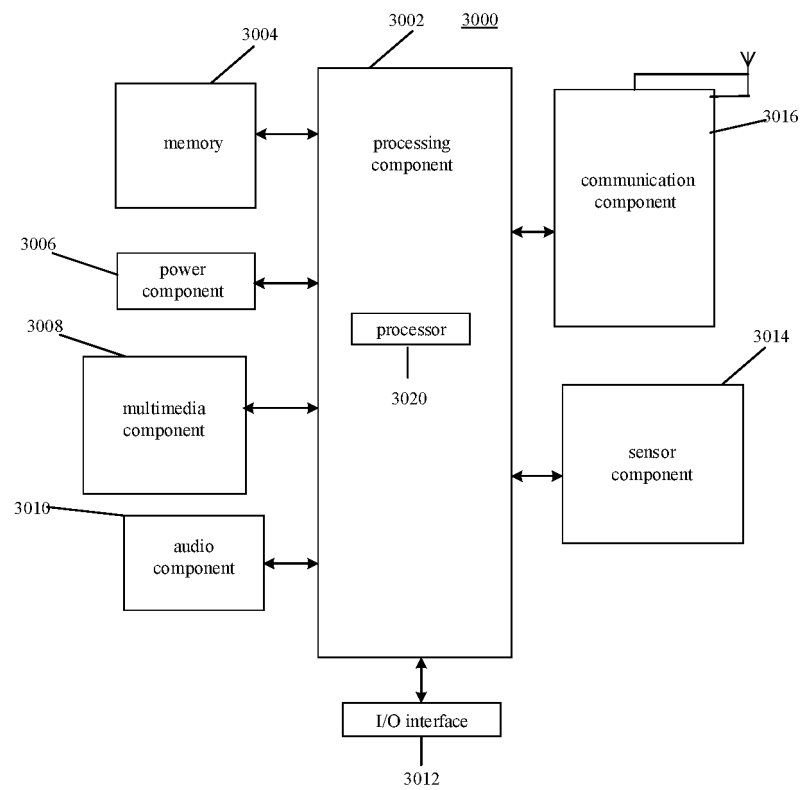 3002
3000
3004
memory
processing
component
3016
communication
component
3006
power
component
processor
3020
3008
multimedia
component
3014
sensor
component
3010
audio
component
I/O interface
3012